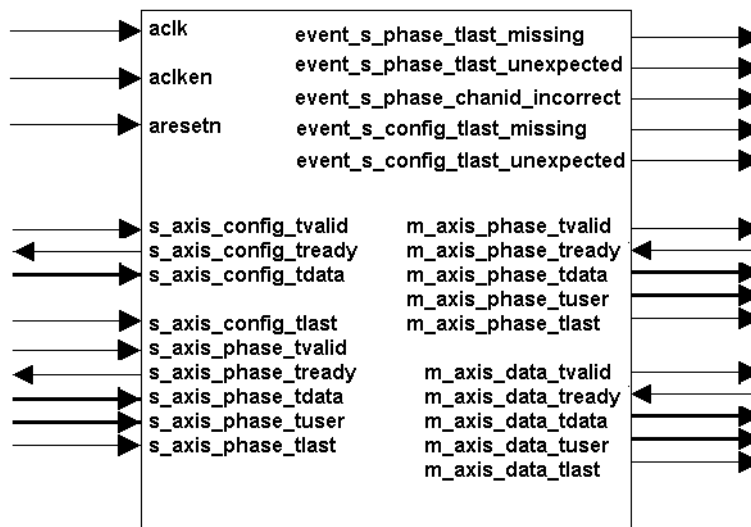 aclk
aclken
aresetn
event_s_phase_tlast_missing
event_s_phase_tlast_unexpected
event_s_phase_chanid_incorrect
event_s_config_tlast_missing
event_s_config_tlast_unexpected
s_axis_config_tvalid
s_axis_config_tready
s_axis_config_tdata
s_axis_config_tlast
s_axis_phase_tvalid
s_axis_phase_tready
s_axis_phase_tdata
s_axis_phase_tuser
s_axis_phase_tlast
m_axis_phase_tvalid
m_axis_phase_tready
m_axis_phase_tdata
m_axis_phase_tuser
m_axis_phase_tlast
m_axis_data_tvalid
m_axis_data_tready
m_axis_data_tdata
m_axis_data_tuser
m_axis_data_tlast